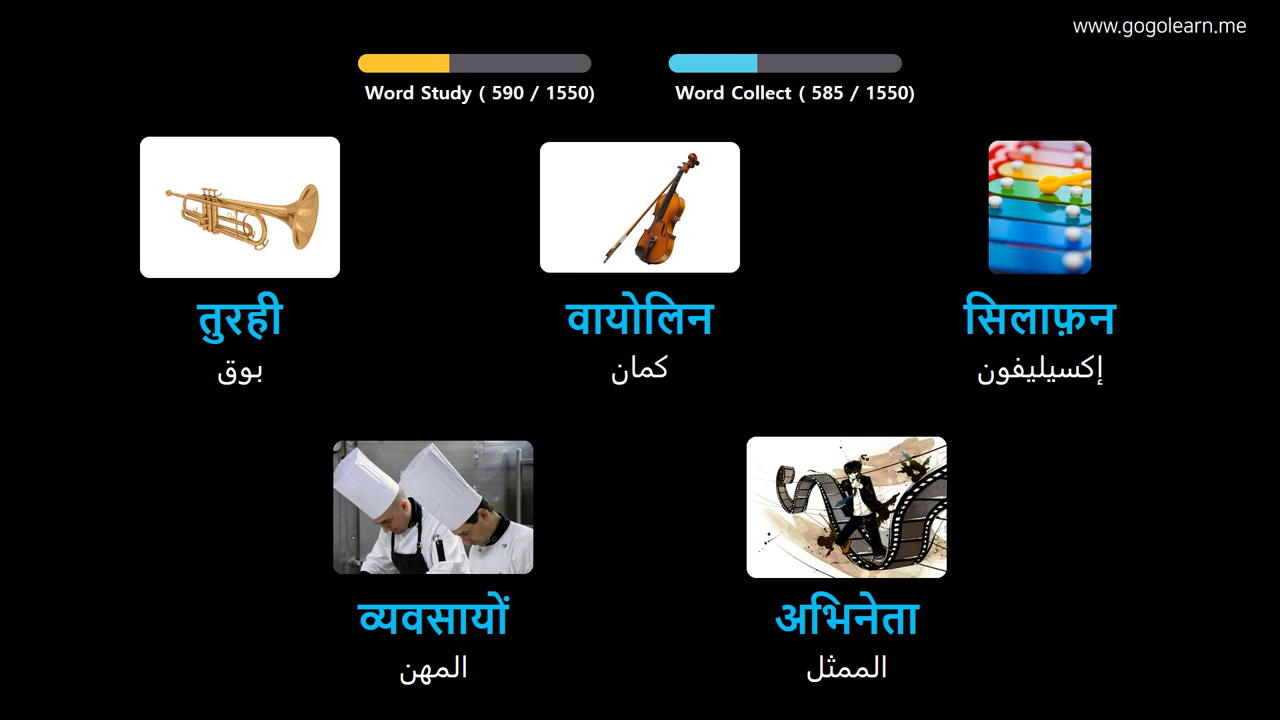 www.gogolearn.me
Word Study ( 590 / 1550)
Word Collect ( 585 / 1550)
तुरही
वायोलिन
सिलाफ़न
بوق
كمان
إكسيليفون
व्यवसायों
अभिनेता
المهن
الممثل